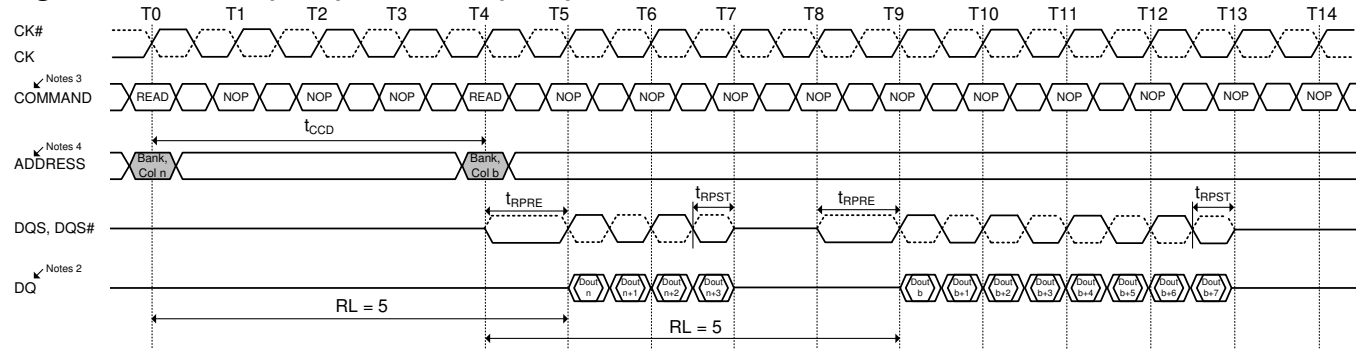 T0 T1 T2 T3 T4 T5 T6 T7 T8 T9 T10 T11 T12 T13 T14
CK#
CK
Notes 3
COMMAND READ NOP NOP NOP READ NOP NOP NOP NOP NOP NOP NOP NOP NOP NOP
tCCD
Notes 4
ADDRESS
Bank, Col n
Bank, Col b
tRPRE tRPST tRPRE tRPST
DQS, DQS#
Notes 2
DQ
Dout n
Dout n+1
Dout n+2
Dout n+3
Dout b
Dout b+1
Dout b+2
Dout b+3
Dout b+4
Dout b+5
Dout b+6
Dout b+7
RL = 5
RL = 5